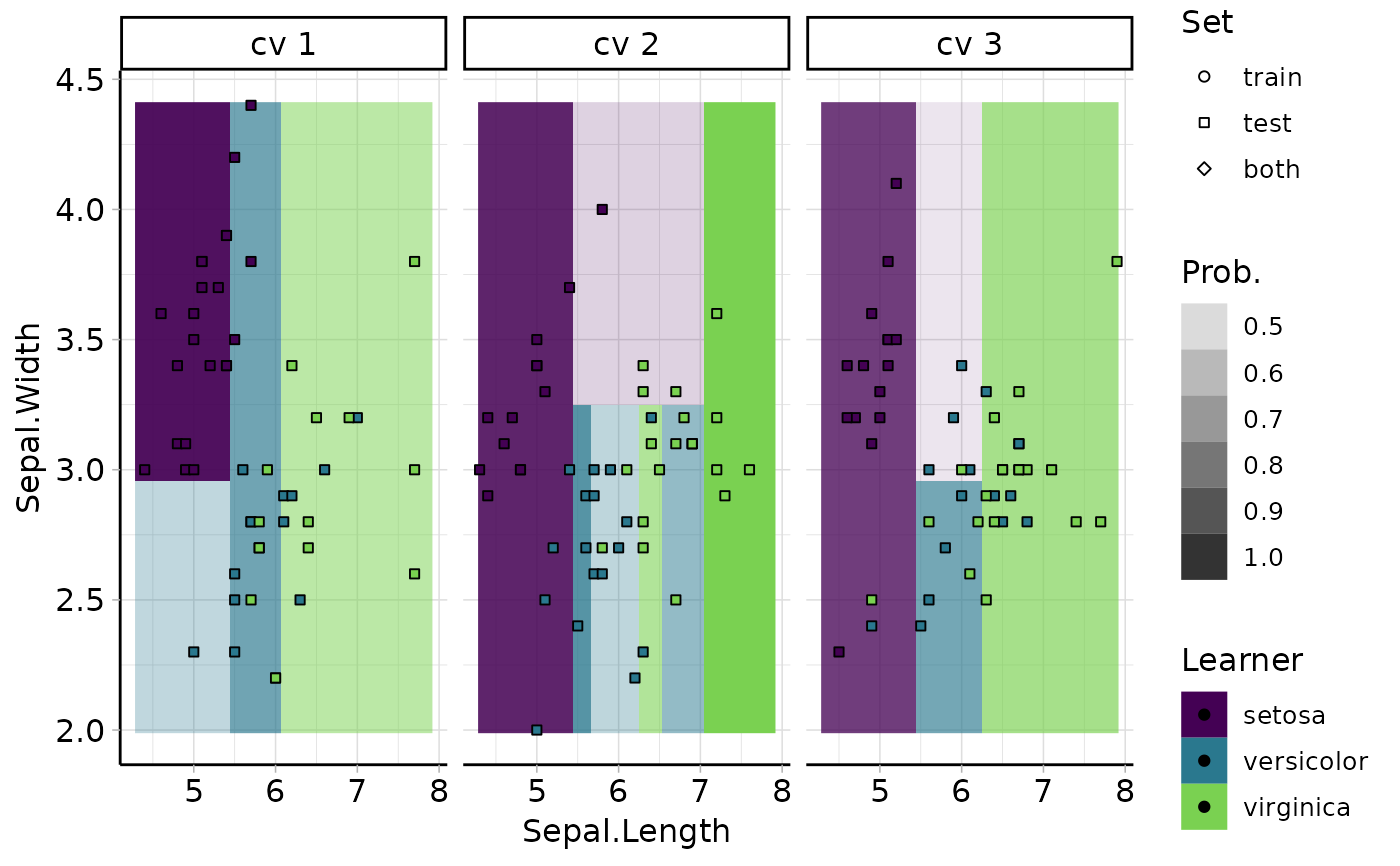 cv 1
cv 2
cv 3
4.5
4.0
3.5
3.0
2.5
2.0
Sepal.Width
5 6 7 8
5 6 7 8
5 6 7 8
Sepal.Length
Set
train
test
both
Prob.
0.5
0.6
0.7
0.8
0.9
1.0
Learner
setosa
versicolor
virginica